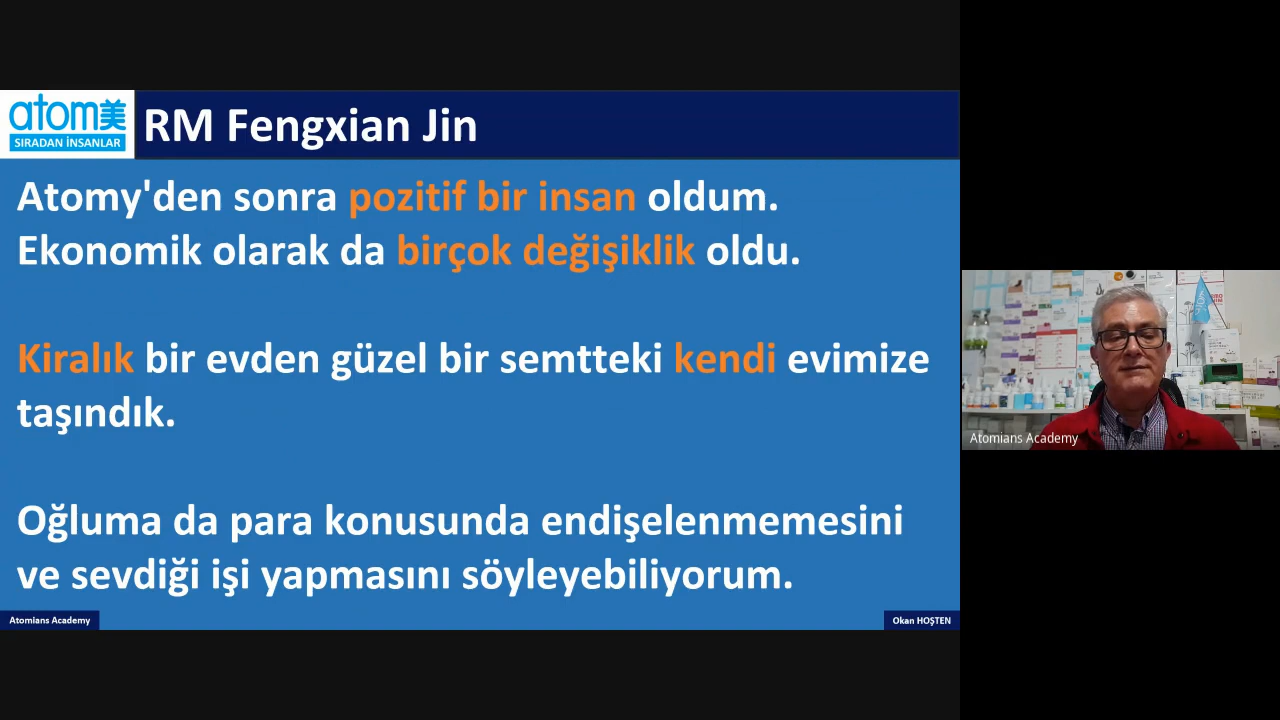 atom美
SIRADAN İNSANLAR
RM Fengxian Jin
Atomy'den sonra pozitif bir insan oldum.
Ekonomik olarak da birçok değişiklik oldu.
Kiralık bir evden güzel bir semtteki kendi evimize
taşındık.
Oğluma da para konusunda endişelenmemesini
ve sevdiği işi yapmasını söyleyebiliyorum.
Atomians Academy
Okan HOŞTEN
Atomians Academy